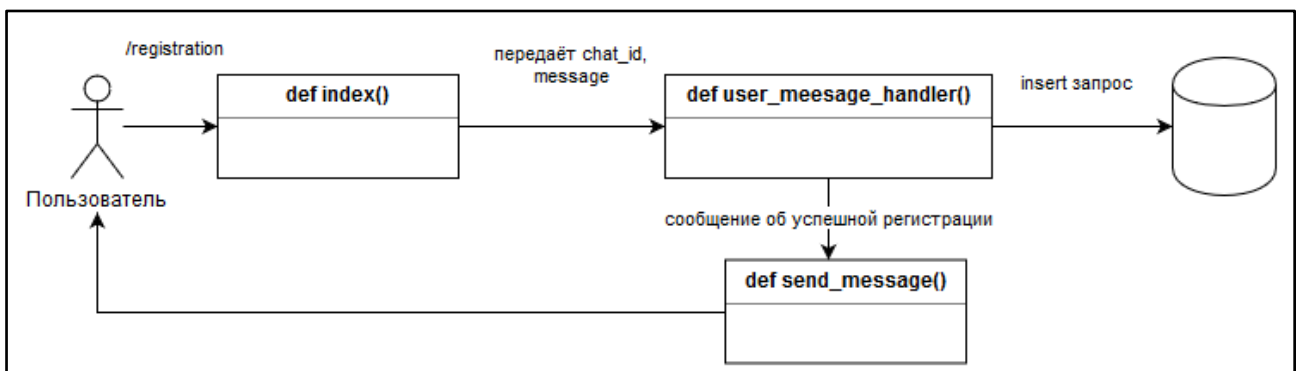 /registration
def index()
передаёт chat_id,
message
def user_meesage_handler()
insert запрос
Пользователь
сообщение об успешной регистрации
def send_message()